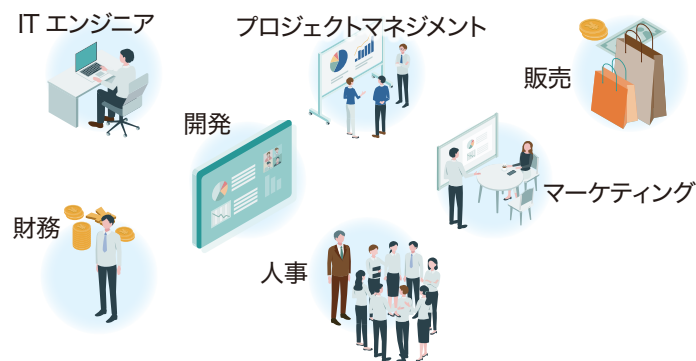 IT エンジニア
プロジェクトマネジメント
販売
開発
マーケティング
財務
人事